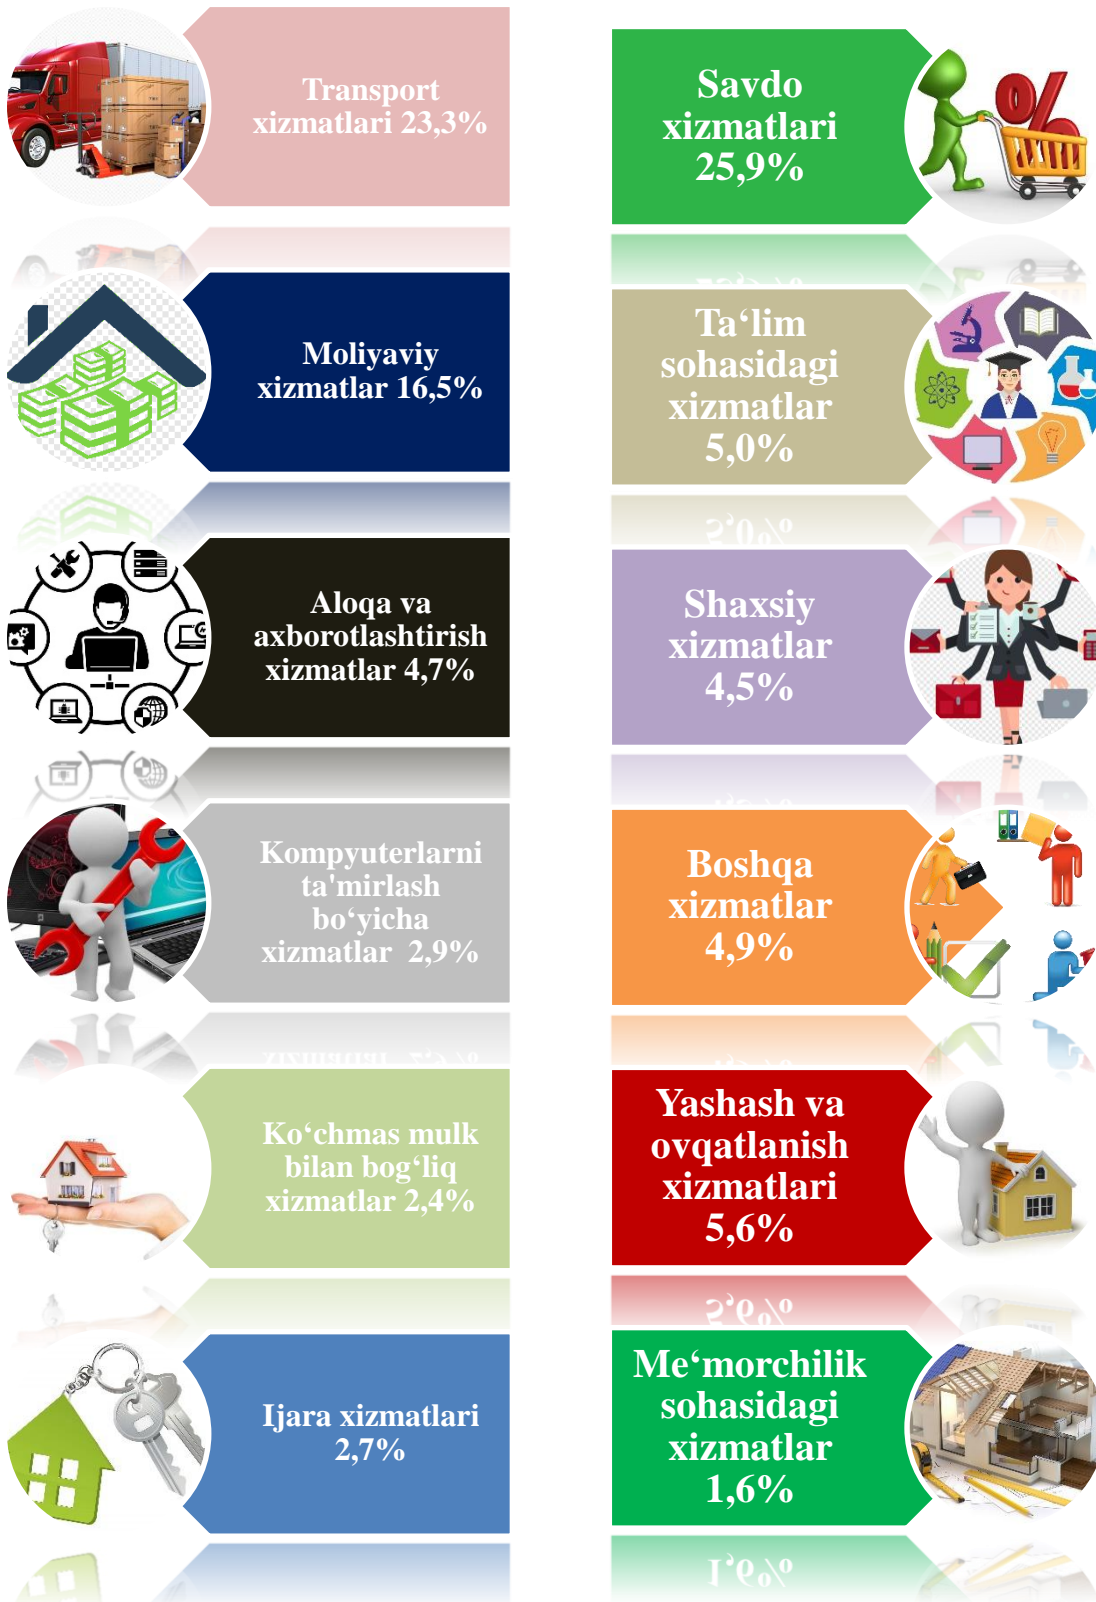 Transport
xizmatlari 23,3%
Moliyaviy
xizmatlar 16,5%
Aloqa va
axborotlashtirish
xizmatlar 4,7%
Kompyuterlarni
ta'mirlash
bo‘yicha
xizmatlar  2,9%
Ko‘chmas mulk
bilan bog‘liq
xizmatlar 2,4%
Ijara xizmatlari
2,7%
Savdo
xizmatlari
25,9%
Ta‘lim
sohasidagi
xizmatlar
5,0%
Shaxsiy
xizmatlar
4,5%
Boshqa
xizmatlar
4,9%
Yashash va
ovqatlanish
xizmatlari
5,6%
Me‘morchilik
sohasidagi
xizmatlar
1,6%